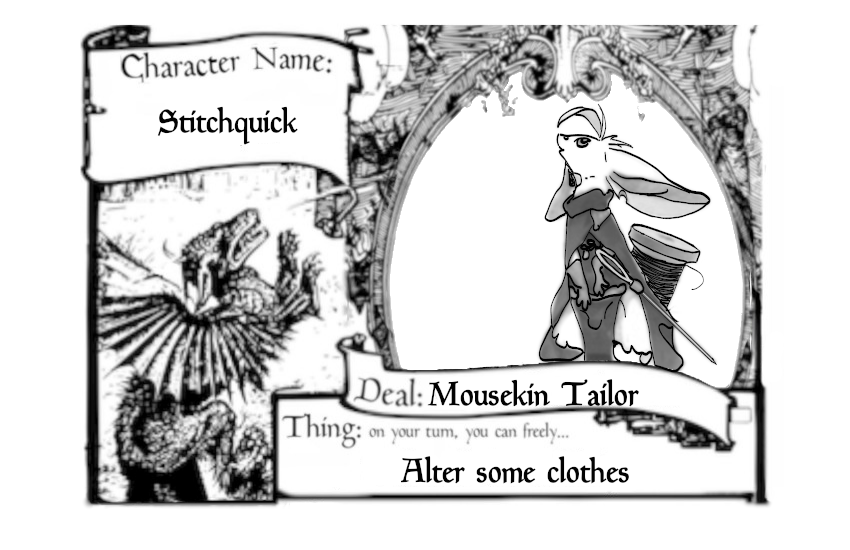 Character Name:
Stitchquick
Deal: Mousekin Tailor
Thing: on your turn, you can freely...
Alter some clothes